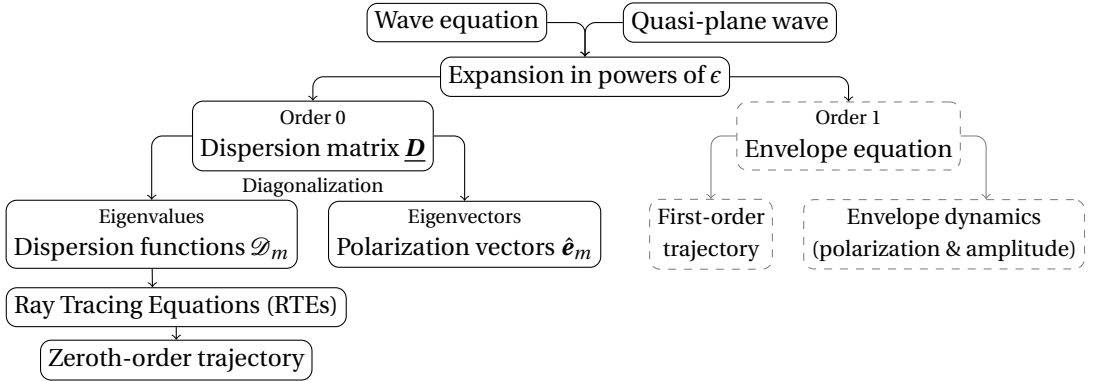 Wave equation
Quasi-plane wave
Expansion in powers of ϵ
Order 0
Dispersion matrix D
Order 1
Envelope equation
Diagonalization
Eigenvalues
Dispersion functions 𝒟m
Eigenvectors
Polarization vectors êm
First-order
trajectory
Envelope dynamics
(polarization & amplitude)
Ray Tracing Equations (RTEs)
Zeroth-order trajectory